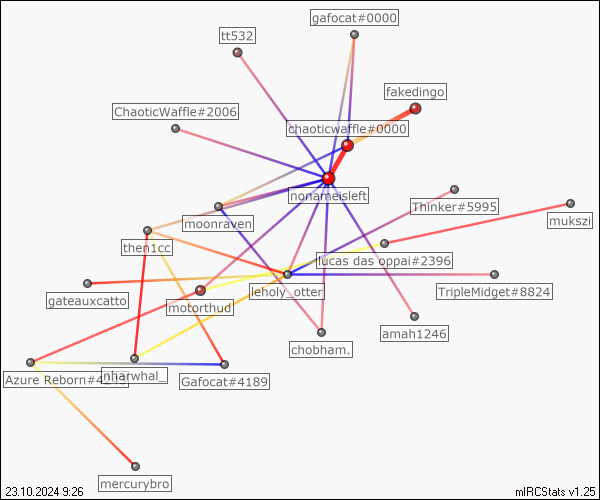 gafocat#0000
tt532
fakedingo
ChaoticWaffle#2006
chaoticwaffle#0000
nonameisleft
Thinker#5995
moonraven
mukszi
then1cc
lucas das oppai#2396
gateauxcatto
motorthud
leholy_otter
TripleMidget#8824
amah1246
chobham.
Azure Reborn#4
nharwhal_
Gafocat#4189
mercurybro
23.10.2024 9:26
mIRCStats v1.25